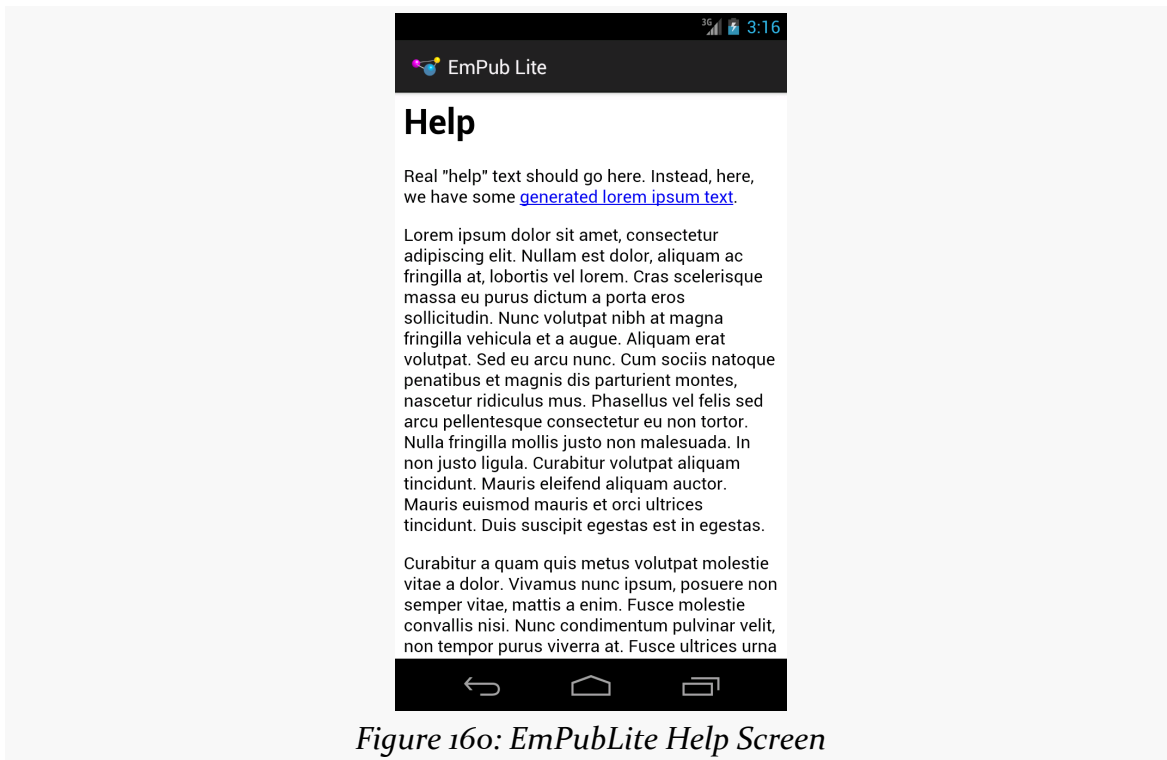 3G 3:16
EmPub Lite
Help
Real "help" text should go here. Instead, here,
we have some generated lorem ipsum text.
Lorem ipsum dolor sit amet, consectetur
adipiscing elit. Nullam est dolor, aliquam ac
fringilla at, lobortis vel lorem. Cras scelerisque
massa eu purus dictum a porta eros
sollicitudin. Nunc volutpat nibh at magna
fringilla vehicula et a augue. Aliquam erat
volutpat. Sed eu arcu nunc. Cum sociis natoque
penatibus et magnis dis parturient montes,
nascetur ridiculus mus. Phasellus vel felis sed
arcu pellentesque consectetur eu non tortor.
Nulla fringilla mollis justo non malesuada. In
non justo ligula. Curabitur volutpat aliquam
tincidunt. Mauris eleifend aliquam auctor.
Mauris euismod mauris et orci ultrices
tincidunt. Duis suscipit egestas est in egestas.
Curabitur a quam quis metus volutpat molestie
vitae a dolor. Vivamus nunc ipsum, posuere non
semper vitae, mattis a enim. Fusce molestie
convallis nisi. Nunc condimentum pulvinar velit,
non tempor purus viverra at. Fusce ultrices urna
Figure 160: EmPubLite Help Screen